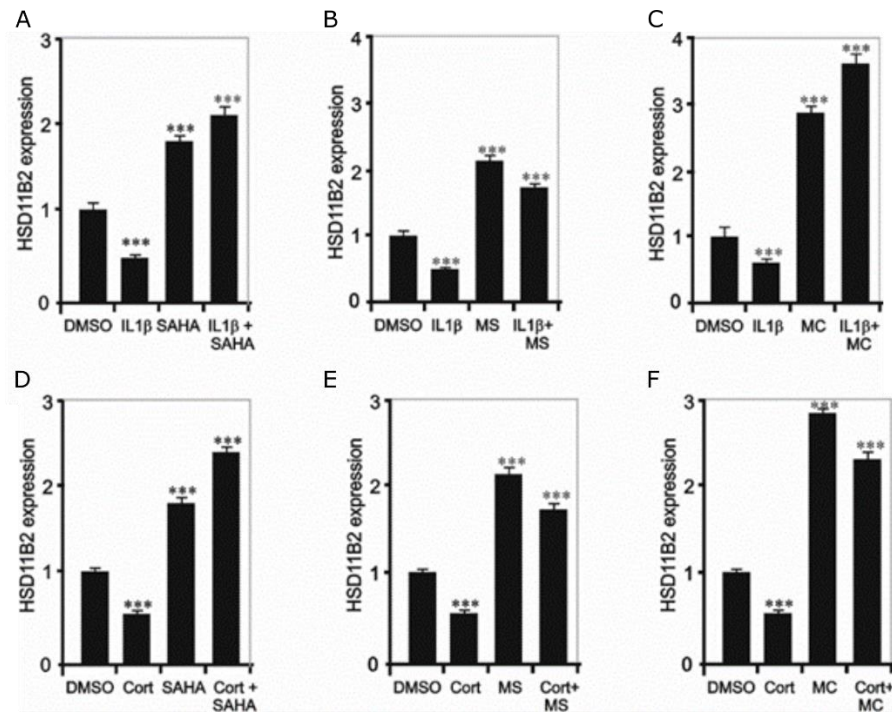 A
HSD11B2 expression
3
2
1
0
***
***
***
DMSO IL1β SAHA IL1β +
SAHA
B
HSD11B2 expression
4
3
2
1
0
***
***
***
DMSO IL1β MS IL1β+
MS
C
HSD11B2 expression
4
3
2
1
0
***
***
***
DMSO IL1β MC IL1β+
MC
D
HSD11B2 expression
3
2
1
0
***
***
***
DMSO Cort SAHA Cort +
SAHA
E
HSD11B2 expression
3
2
1
0
***
***
***
DMSO Cort MS Cort+
MS
F
HSD11B2 expression
3
2
1
0
***
***
***
DMSO Cort MC Cort+
MC